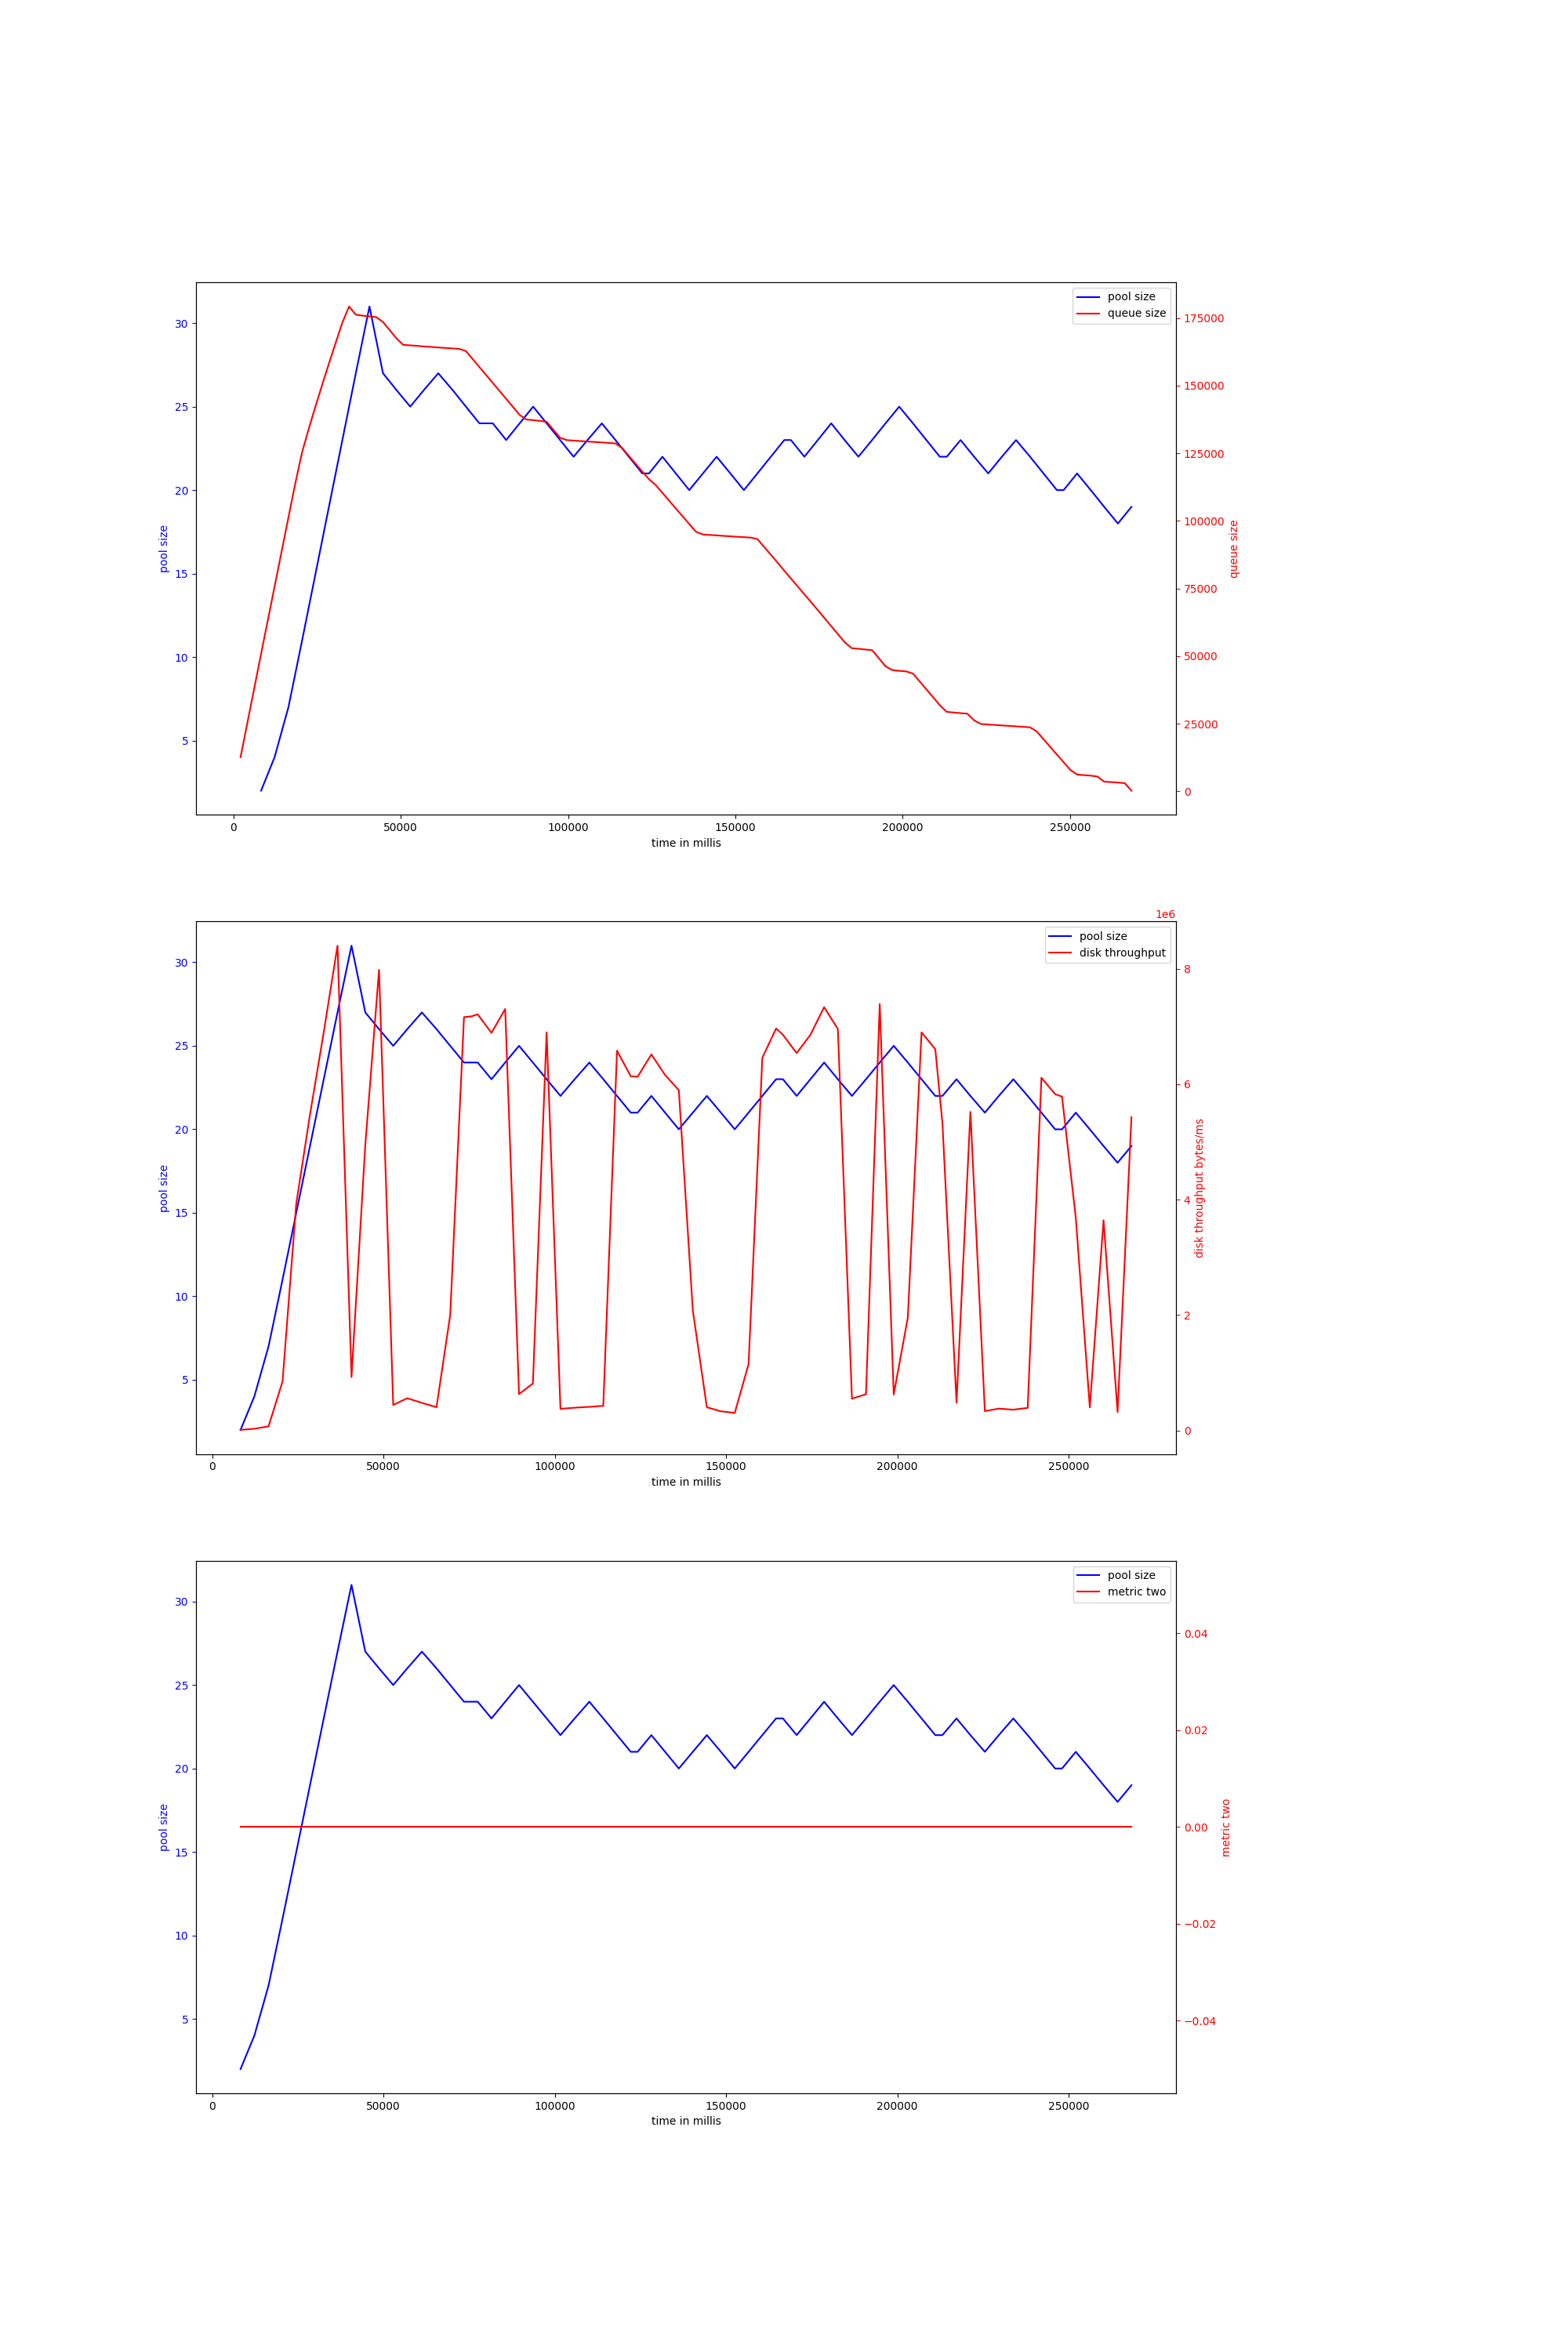 pool size
queue size
30
25
20
15
10
5
pool size
175000
150000
125000
100000
75000
50000
25000
0
queue size
0 50000 100000 150000 200000 250000
time in millis
1e6
pool size
disk throughput
30
25
20
15
10
5
pool size
8
6
4
2
0
disk throughput bytes/ms
0 50000 100000 150000 200000 250000
time in millis
pool size
metric two
30
25
20
15
10
5
pool size
0.04
0.02
0.00
−0.02
−0.04
metric two
0 50000 100000 150000 200000 250000
time in millis